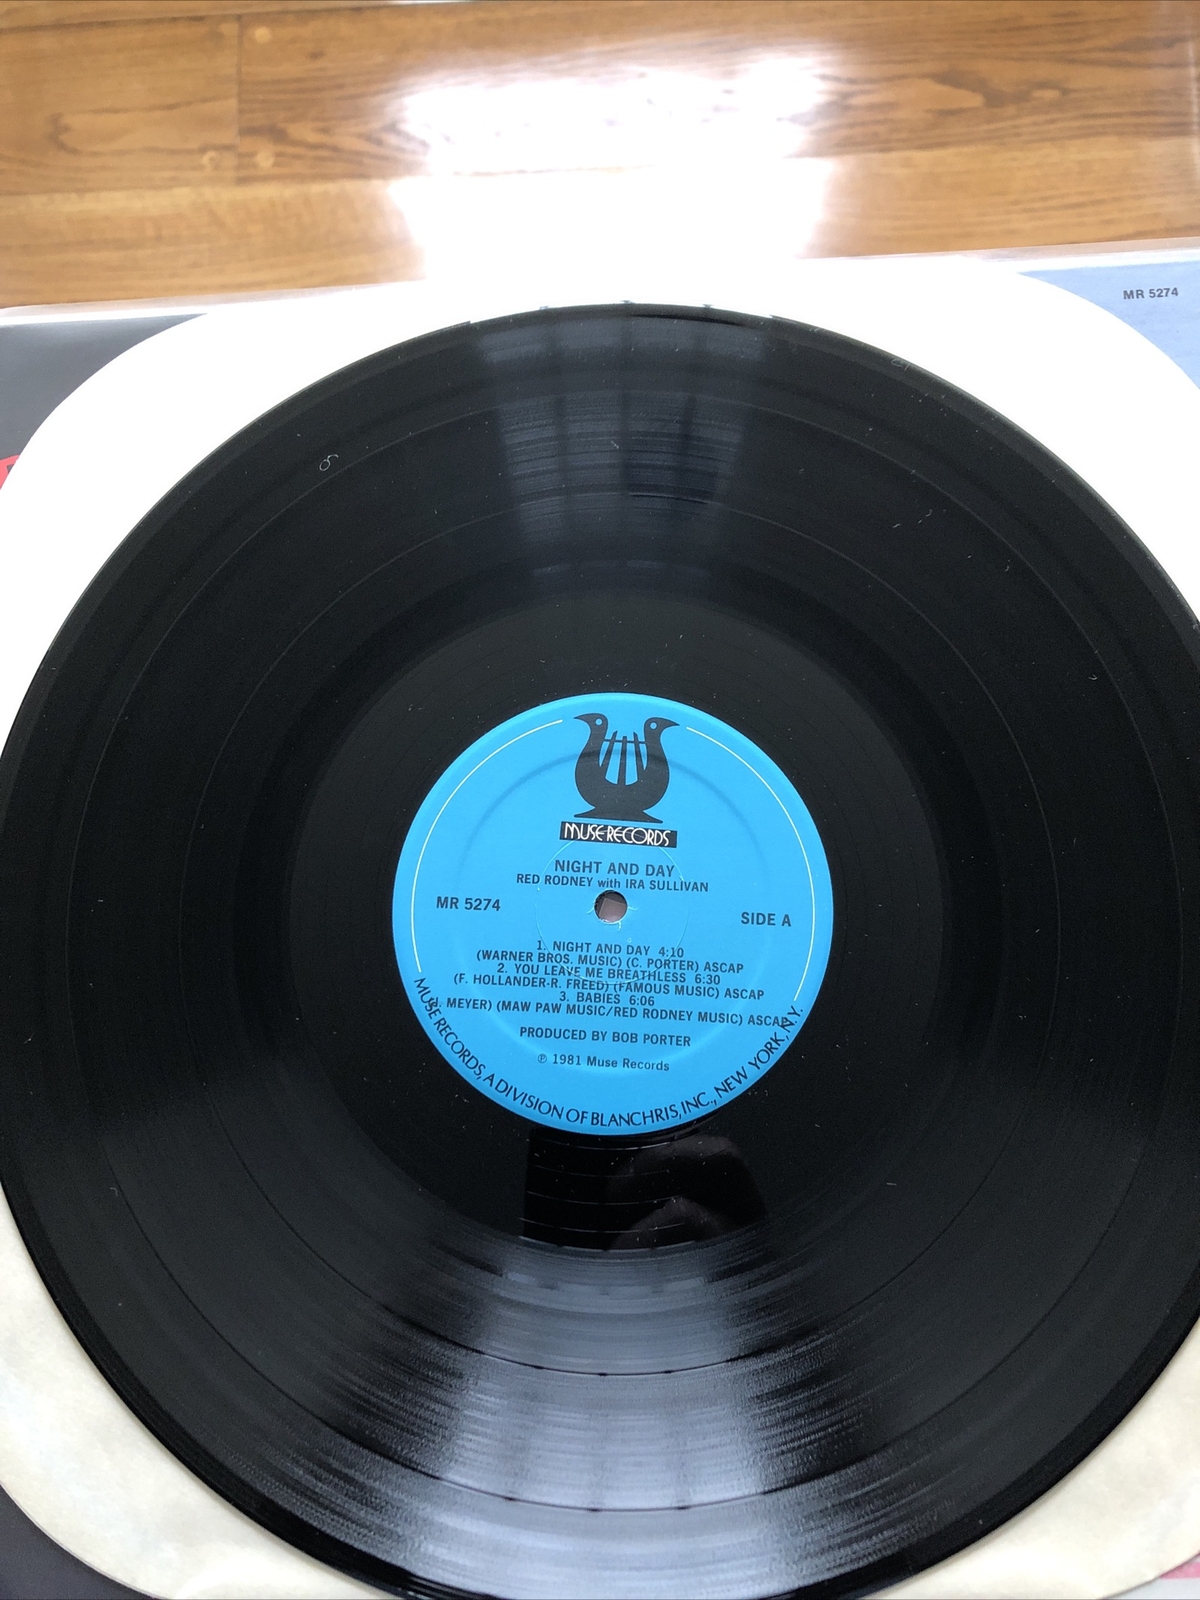 MR 5274
MUSE·RECORDS
NIGHT AND DAY
RED RODNEY with IRA SULLIVAN
MR 5274
SIDE A
1. NIGHT AND DAY 4:10
(WARNER BROS. MUSIC) (C. PORTER) ASCAP
2. YOU LEAVE ME BREATHLESS 6:30
(F. HOLLANDER-R. FREED) (FAMOUS MUSIC) ASCAP
3. BABIES 6:06
MEYER) (MAW PAW MUSIC/RED RODNEY MUSIC) ASCAP
PRODUCED BY BOB PORTER
℗ 1981 Muse Records
MUSE RECORDS, A DIVISION OF BLANCHRIS, INC., NEW YORK, N.Y.